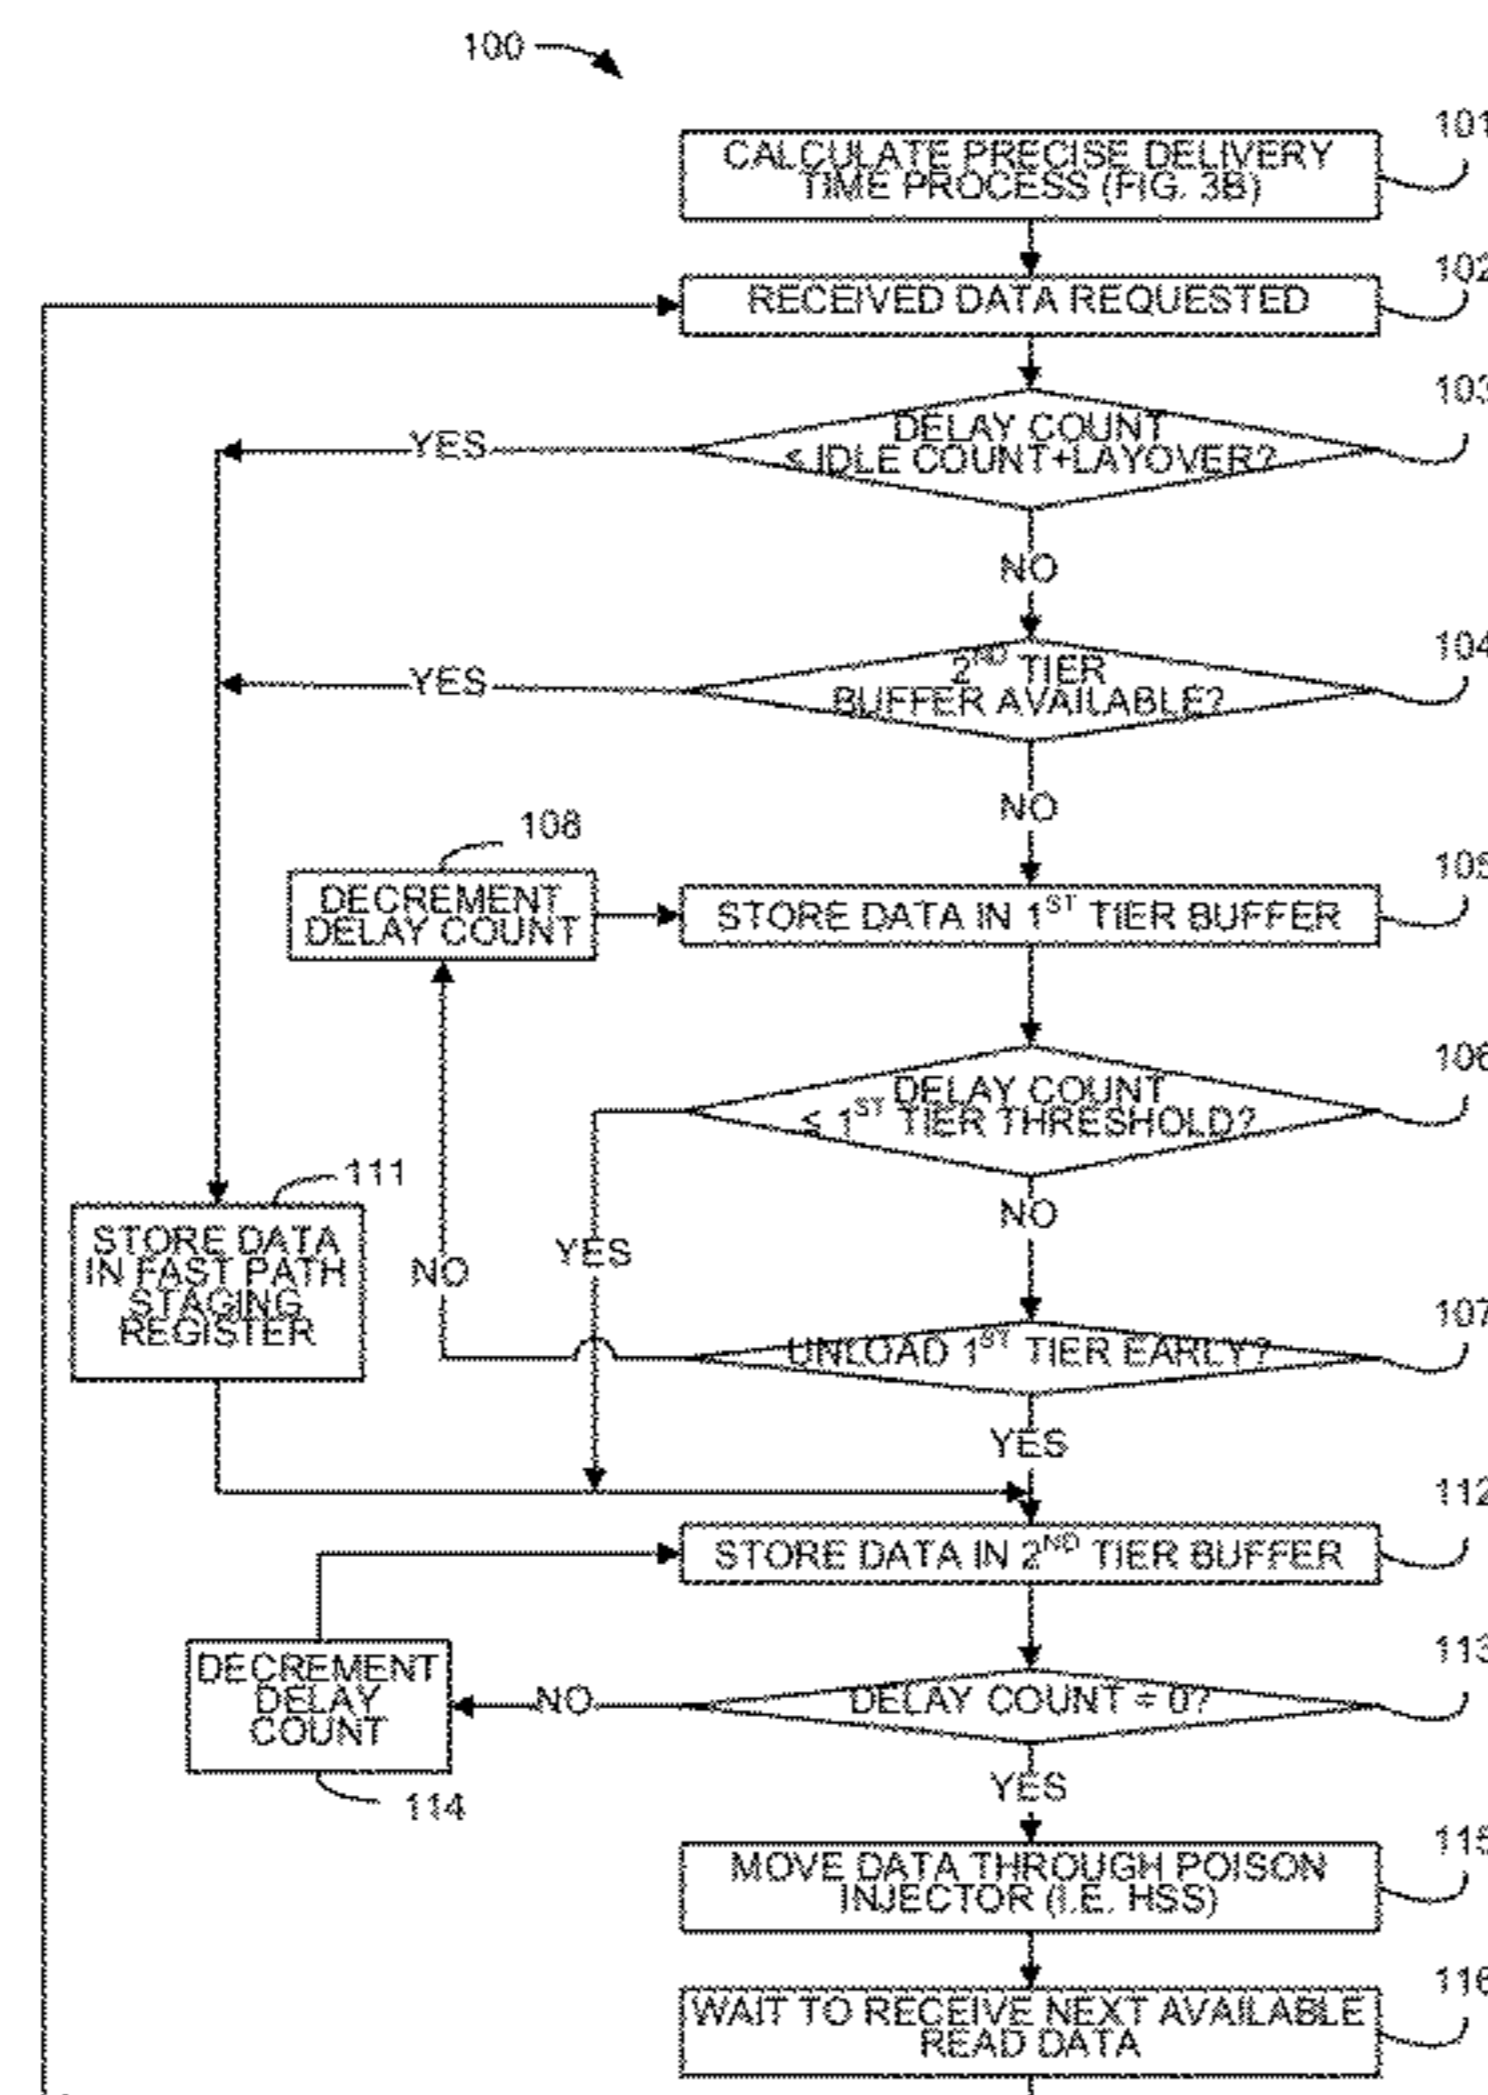 100
101
CALCULATE PRECISE DELIVERY
TIME PROCESS (FIG. 3B)
102
RECEIVED DATA REQUESTED
103
DELAY COUNT
≤ IDLE COUNT+LAYOVER?
YES
NO
104
2ND TIER
BUFFER AVAILABLE?
YES
NO
108
DECREMENT
DELAY COUNT
105
STORE DATA IN 1ST TIER BUFFER
106
DELAY COUNT
≤ 1ST TIER THRESHOLD?
111
STORE DATA
IN FAST PATH
STAGING
REGISTER
NO
YES
NO
107
UNLOAD 1ST TIER EARLY?
YES
112
STORE DATA IN 2ND TIER BUFFER
113
DECREMENT
DELAY
COUNT
NO
DELAY COUNT = 0?
114
YES
115
MOVE DATA THROUGH POISON
INJECTOR (I.E. HSS)
116
WAIT TO RECEIVE NEXT AVAILABLE
READ DATA